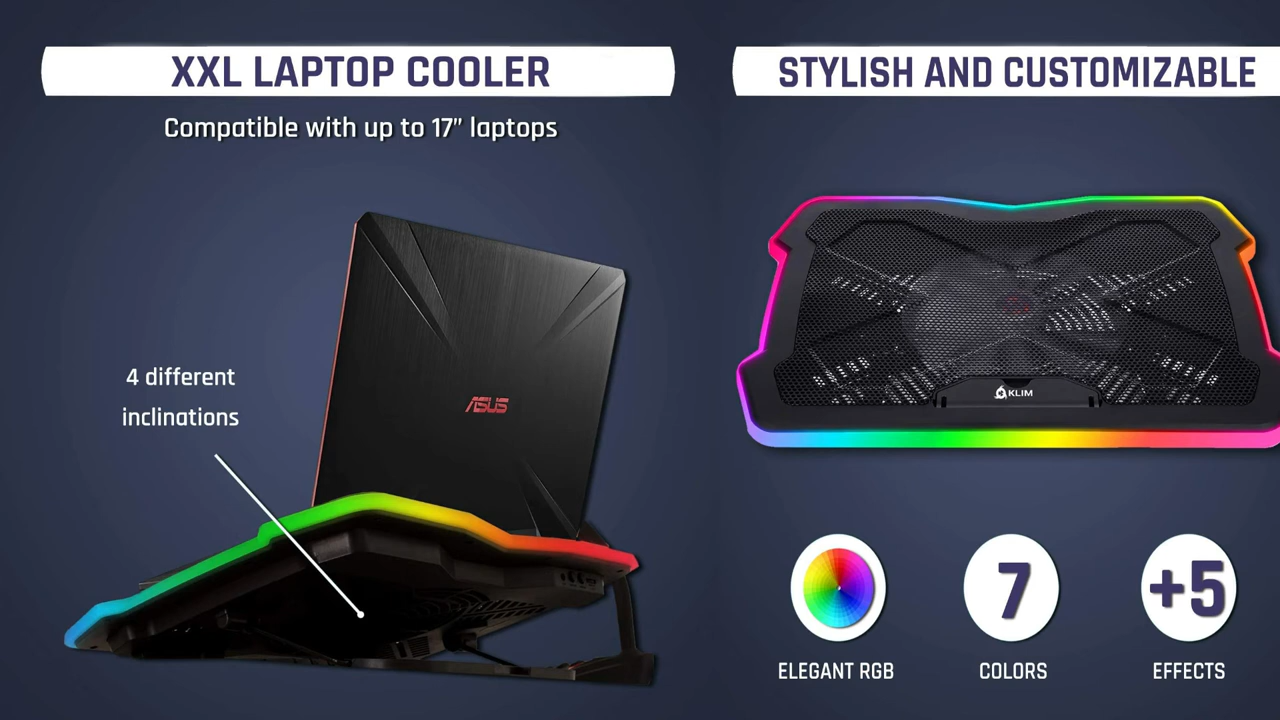 XXL LAPTOP COOLER
Compatible with up to 17" laptops
4 different
inclinations
ASUS
STYLISH AND CUSTOMIZABLE
KLIM
7
+5
ELEGANT RGB
COLORS
EFFECTS